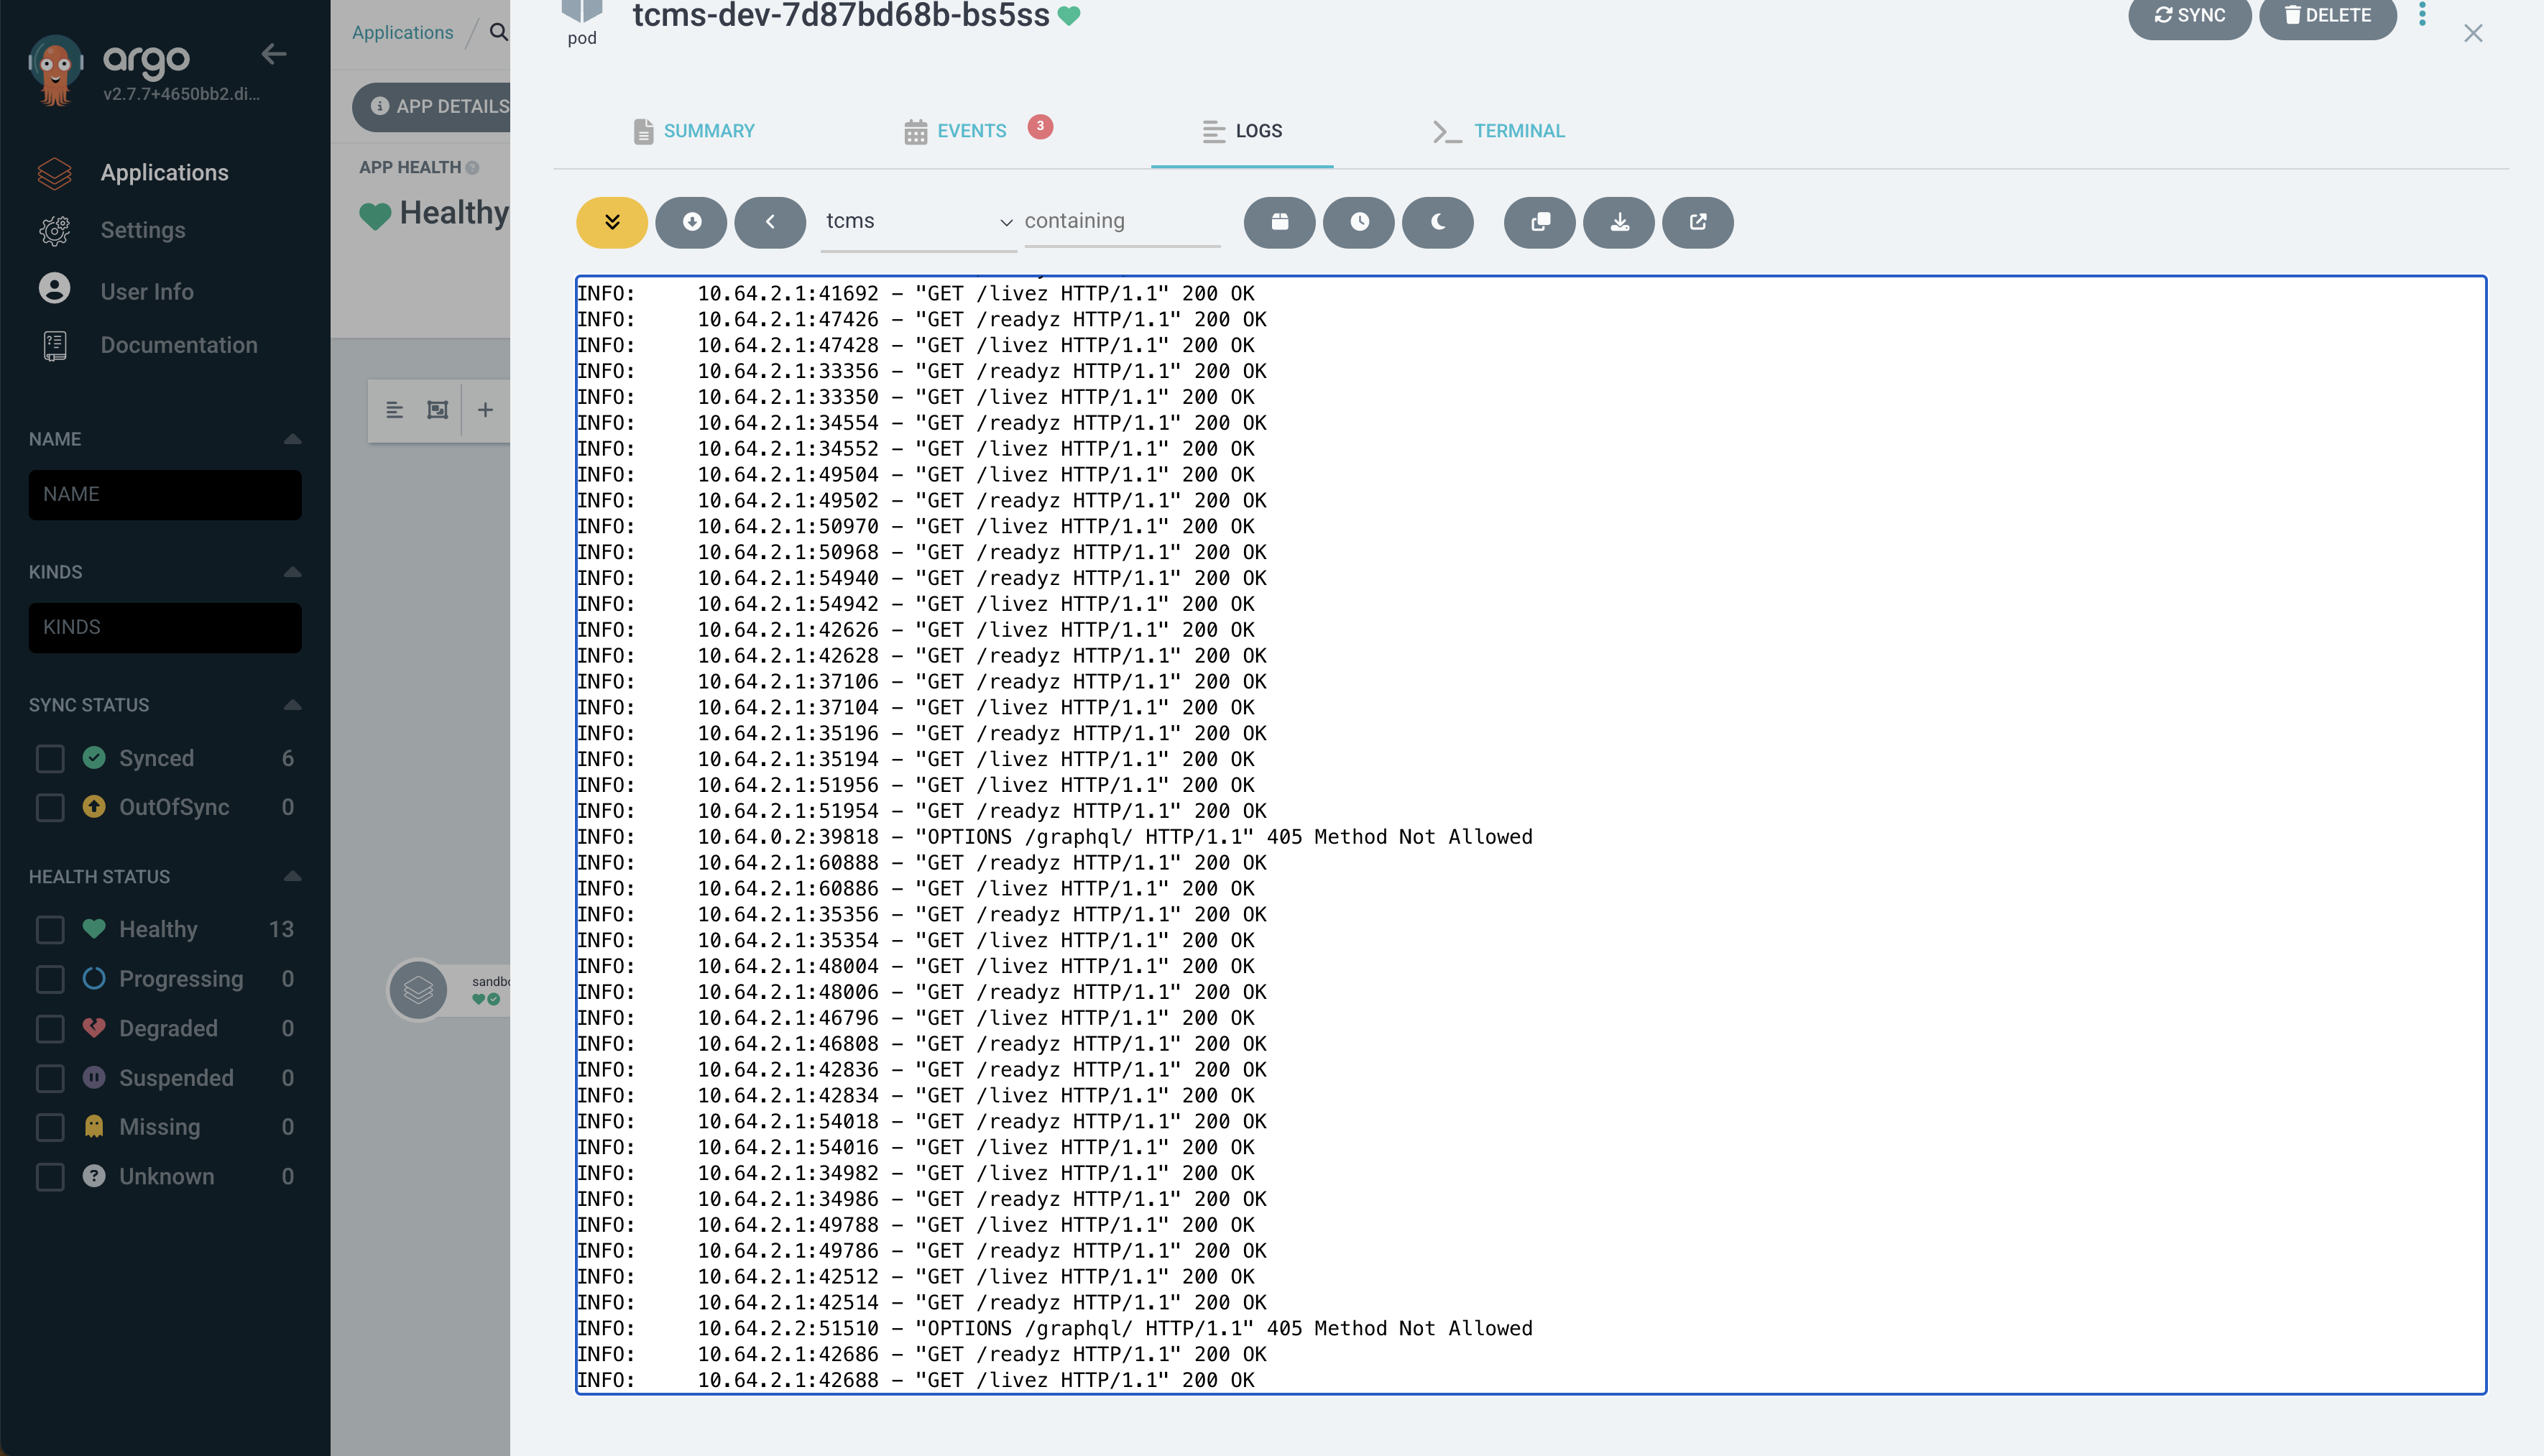 argo
v2.7.7+4650bb2.di...
Applications
Settings
User Info
Documentation
NAME
NAME
KINDS
KINDS
SYNC STATUS
Synced 6
OutOfSync 0
HEALTH STATUS
Healthy 13
Progressing 0
Degraded 0
Suspended 0
Missing 0
Unknown 0
Applications
APP DETAILS
APP HEALTH
Healthy
sandbo
pod
tcms-dev-7d87bd68b-bs5ss
SYNC
DELETE
SUMMARY
EVENTS 3
LOGS
TERMINAL
tcms
containing
INFO: 10.64.2.1:41692 – "GET /livez HTTP/1.1" 200 OK
INFO: 10.64.2.1:47426 – "GET /readyz HTTP/1.1" 200 OK
INFO: 10.64.2.1:47428 – "GET /livez HTTP/1.1" 200 OK
INFO: 10.64.2.1:33356 – "GET /readyz HTTP/1.1" 200 OK
INFO: 10.64.2.1:33350 – "GET /livez HTTP/1.1" 200 OK
INFO: 10.64.2.1:34554 – "GET /readyz HTTP/1.1" 200 OK
INFO: 10.64.2.1:34552 – "GET /livez HTTP/1.1" 200 OK
INFO: 10.64.2.1:49504 – "GET /livez HTTP/1.1" 200 OK
INFO: 10.64.2.1:49502 – "GET /readyz HTTP/1.1" 200 OK
INFO: 10.64.2.1:50970 – "GET /livez HTTP/1.1" 200 OK
INFO: 10.64.2.1:50968 – "GET /readyz HTTP/1.1" 200 OK
INFO: 10.64.2.1:54940 – "GET /readyz HTTP/1.1" 200 OK
INFO: 10.64.2.1:54942 – "GET /livez HTTP/1.1" 200 OK
INFO: 10.64.2.1:42626 – "GET /livez HTTP/1.1" 200 OK
INFO: 10.64.2.1:42628 – "GET /readyz HTTP/1.1" 200 OK
INFO: 10.64.2.1:37106 – "GET /readyz HTTP/1.1" 200 OK
INFO: 10.64.2.1:37104 – "GET /livez HTTP/1.1" 200 OK
INFO: 10.64.2.1:35196 – "GET /readyz HTTP/1.1" 200 OK
INFO: 10.64.2.1:35194 – "GET /livez HTTP/1.1" 200 OK
INFO: 10.64.2.1:51956 – "GET /livez HTTP/1.1" 200 OK
INFO: 10.64.2.1:51954 – "GET /readyz HTTP/1.1" 200 OK
INFO: 10.64.0.2:39818 – "OPTIONS /graphql/ HTTP/1.1" 405 Method Not Allowed
INFO: 10.64.2.1:60888 – "GET /readyz HTTP/1.1" 200 OK
INFO: 10.64.2.1:60886 – "GET /livez HTTP/1.1" 200 OK
INFO: 10.64.2.1:35356 – "GET /readyz HTTP/1.1" 200 OK
INFO: 10.64.2.1:35354 – "GET /livez HTTP/1.1" 200 OK
INFO: 10.64.2.1:48004 – "GET /livez HTTP/1.1" 200 OK
INFO: 10.64.2.1:48006 – "GET /readyz HTTP/1.1" 200 OK
INFO: 10.64.2.1:46796 – "GET /livez HTTP/1.1" 200 OK
INFO: 10.64.2.1:46808 – "GET /readyz HTTP/1.1" 200 OK
INFO: 10.64.2.1:42836 – "GET /readyz HTTP/1.1" 200 OK
INFO: 10.64.2.1:42834 – "GET /livez HTTP/1.1" 200 OK
INFO: 10.64.2.1:54018 – "GET /readyz HTTP/1.1" 200 OK
INFO: 10.64.2.1:54016 – "GET /livez HTTP/1.1" 200 OK
INFO: 10.64.2.1:34982 – "GET /livez HTTP/1.1" 200 OK
INFO: 10.64.2.1:34986 – "GET /readyz HTTP/1.1" 200 OK
INFO: 10.64.2.1:49788 – "GET /livez HTTP/1.1" 200 OK
INFO: 10.64.2.1:49786 – "GET /readyz HTTP/1.1" 200 OK
INFO: 10.64.2.1:42512 – "GET /livez HTTP/1.1" 200 OK
INFO: 10.64.2.1:42514 – "GET /readyz HTTP/1.1" 200 OK
INFO: 10.64.2.2:51510 – "OPTIONS /graphql/ HTTP/1.1" 405 Method Not Allowed
INFO: 10.64.2.1:42686 – "GET /readyz HTTP/1.1" 200 OK
INFO: 10.64.2.1:42688 – "GET /livez HTTP/1.1" 200 OK